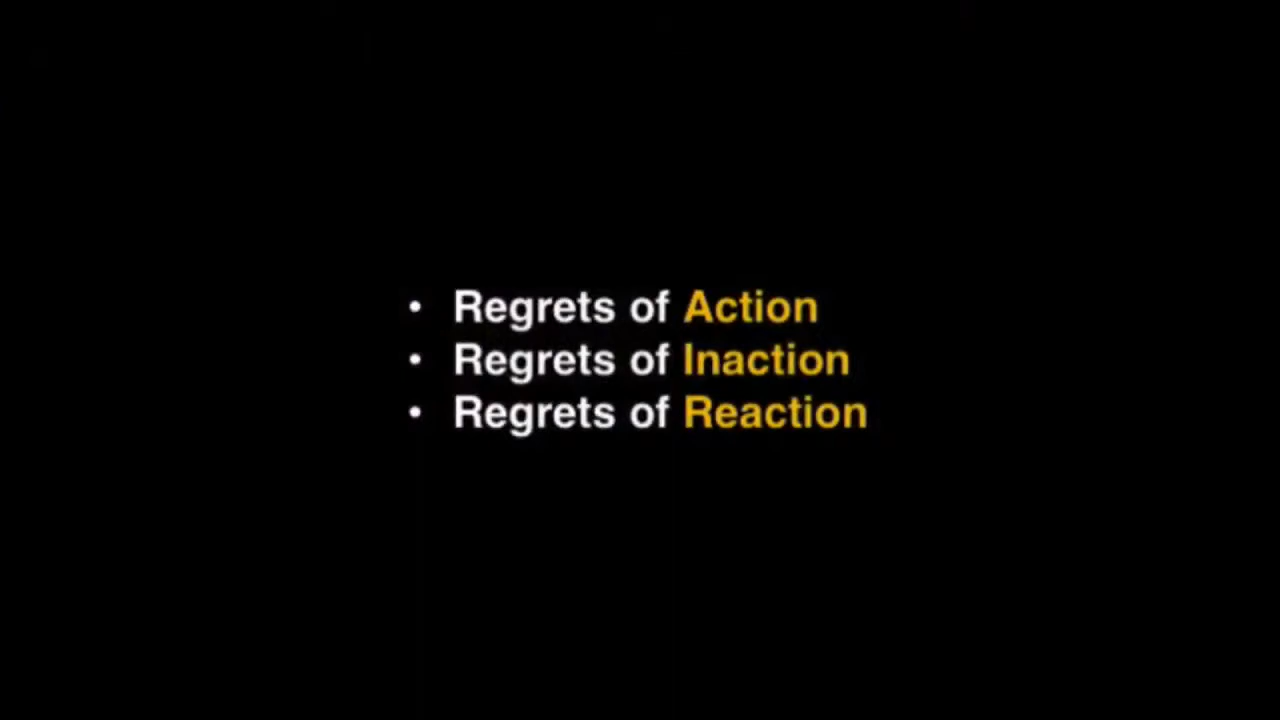 • Regrets of Action
• Regrets of Inaction
• Regrets of Reaction